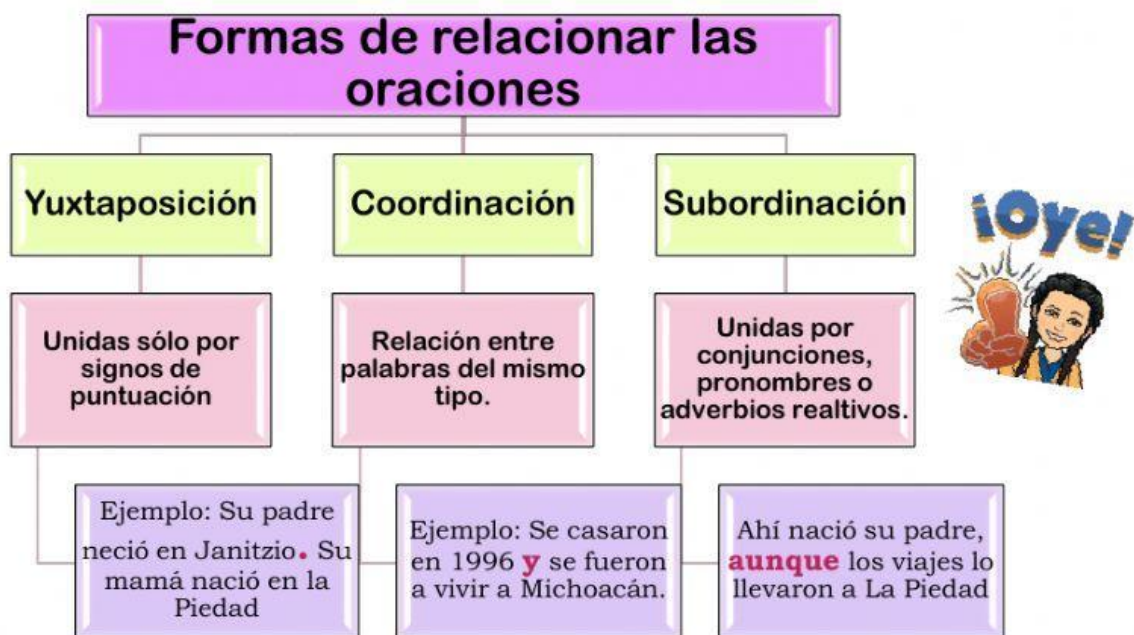 Formas de relacionar las
oraciones
Yuxtaposición
Coordinación
Subordinación
¡Oye!
Unidas sólo por
signos de
puntuación
Relación entre
palabras del mismo
tipo.
Unidas por
conjunciones,
pronombres o
adverbios realtivos.
Ejemplo: Su padre
neció en Janitzio. Su
mamá nació en la
Piedad
Ejemplo: Se casaron
en 1996 y se fueron
a vivir a Michoacán.
Ahí nació su padre,
aunque los viajes lo
llevaron a La Piedad